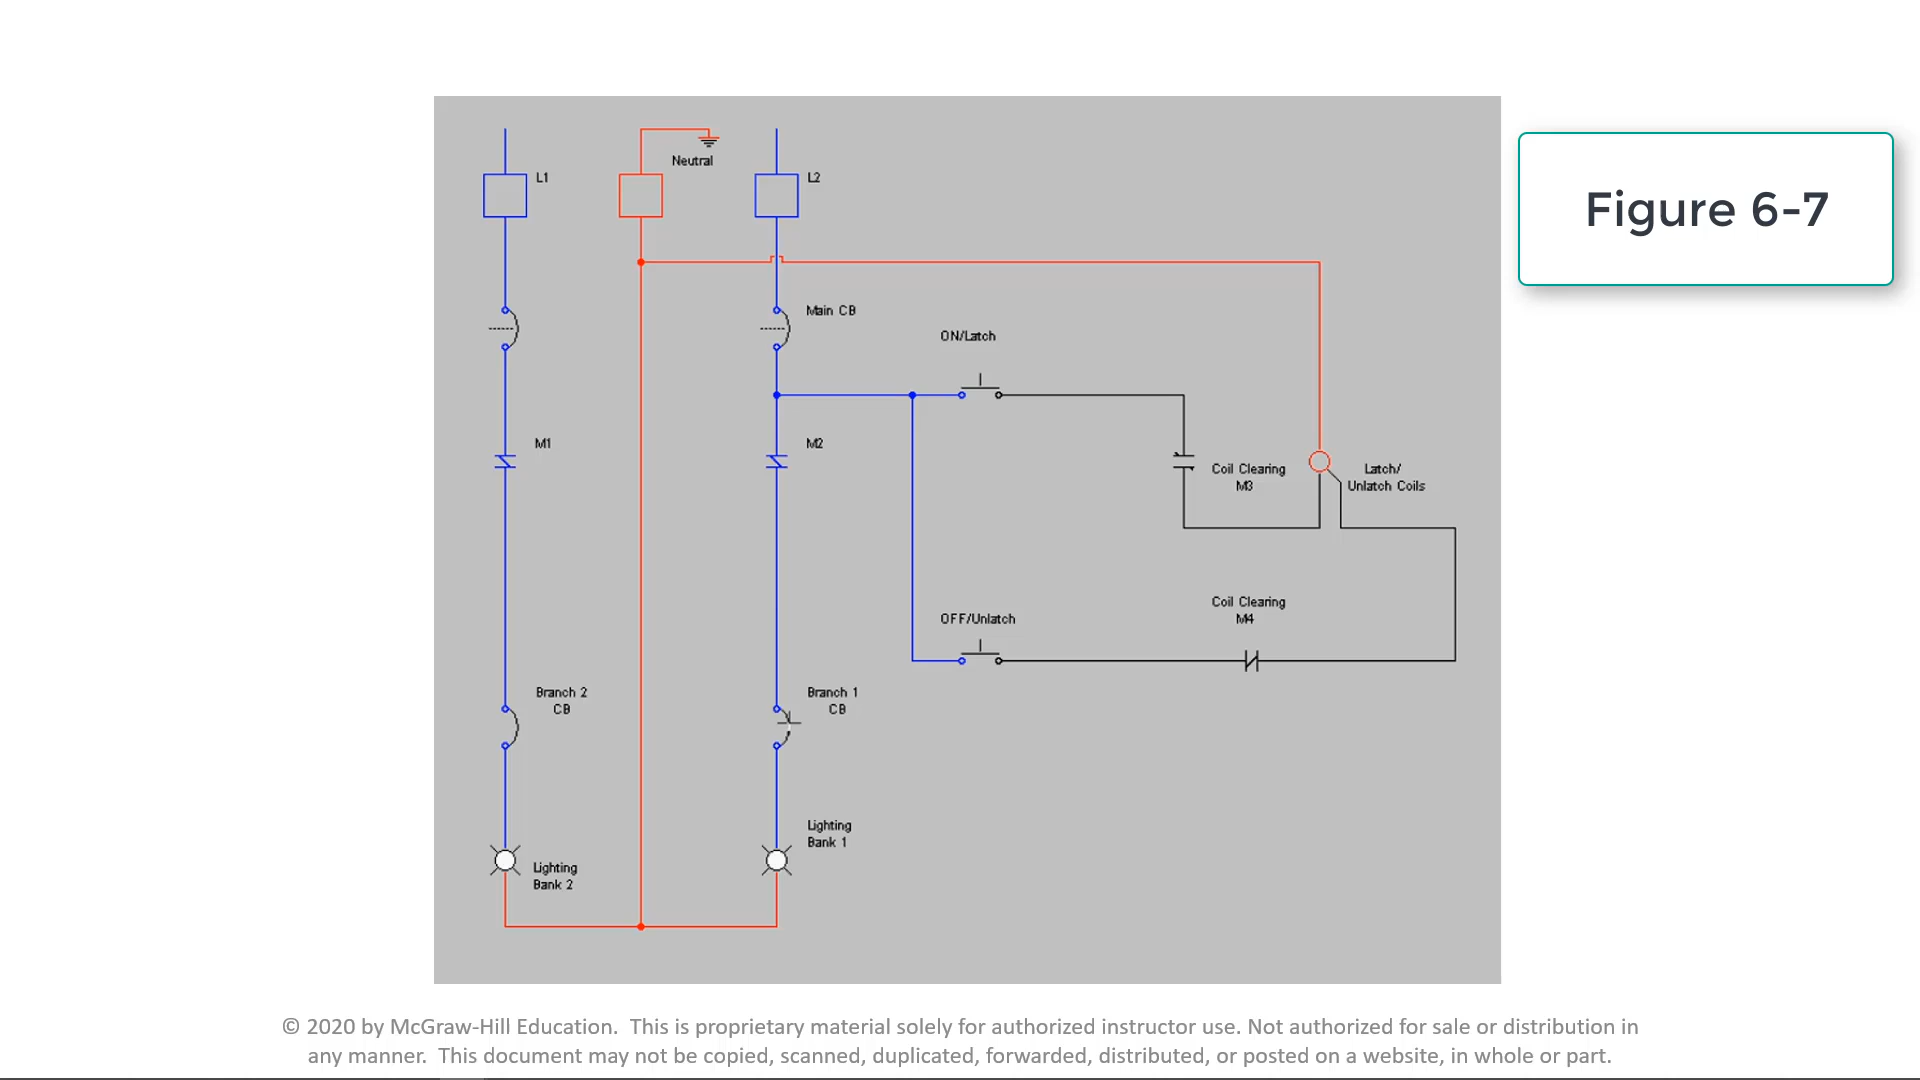 Neutral
L1
L2
Figure 6-7
Main CB
ON/Latch
M1
M2
Coil Clearing
M3
Latch/
Unlatch Coils
Coil Clearing
M4
OFF/Unlatch
Branch 2
CB
Branch 1
CB
Lighting
Bank 1
Lighting
Bank 2
© 2020 by McGraw-Hill Education.  This is proprietary material solely for authorized instructor use. Not authorized for sale or distribution in
any manner.  This document may not be copied, scanned, duplicated, forwarded, distributed, or posted on a website, in whole or part.